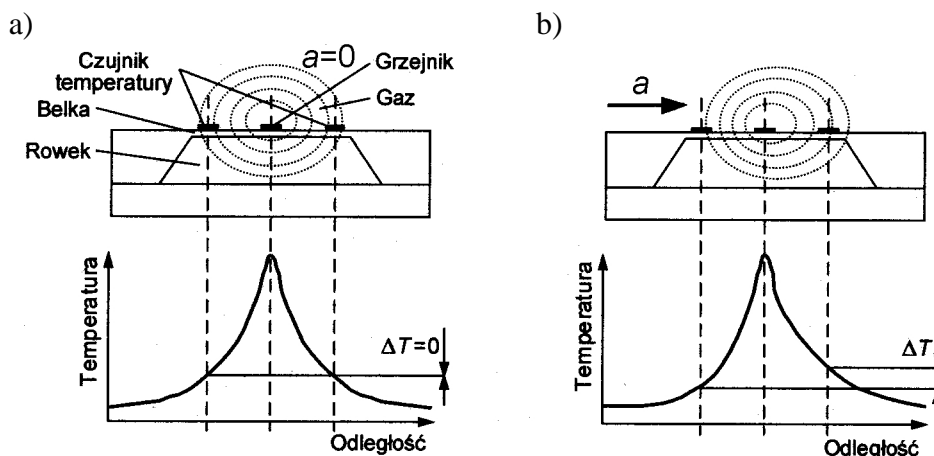 a)
b)
Czujnik
temperatury
a=0
Grzejnik
Gaz
Belka
Rowek
a
Temperatura
ΔT=0
Odległość
Temperatura
ΔT
Odległość